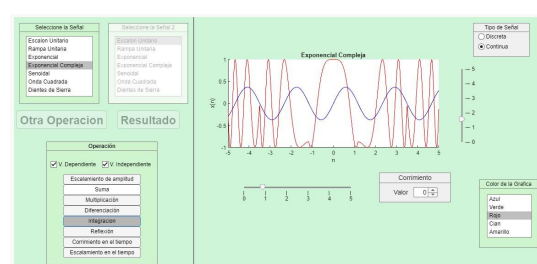 Seleccione la Señal
Escalon Unitario
Rampa Unitaria
Exponencial
Exponencial Compleja
Senoidal
Onda Cuadrada
Dientes de Sierra
Seleccione la Señal 2
Escalon Unitario
Rampa Unitaria
Exponencial
Exponencial Compleja
Senoidal
Onda Cuadrada
Dientes de Sierra
Otra Operacion
Resultado
Operación
V. Dependiente
V. Independiente
Escalamiento de amplitud
Suma
Multiplicación
Diferenciación
Integracion
Reflexión
Corrimiento en el tiempo
Escalamiento en el tiempo
Exponencial Compleja
x(n)
1
0.5
0
-0.5
-1
-5 -4 -3 -2 -1 0 1 2 3 4 5
n
0 1 2 3 4 5
Corrimiento
Valor 0
Tipo de Señal
Discreta
Continua
5
4
3
2
1
0
Color de la Grafica
Azul
Verde
Rojo
Cian
Amarillo